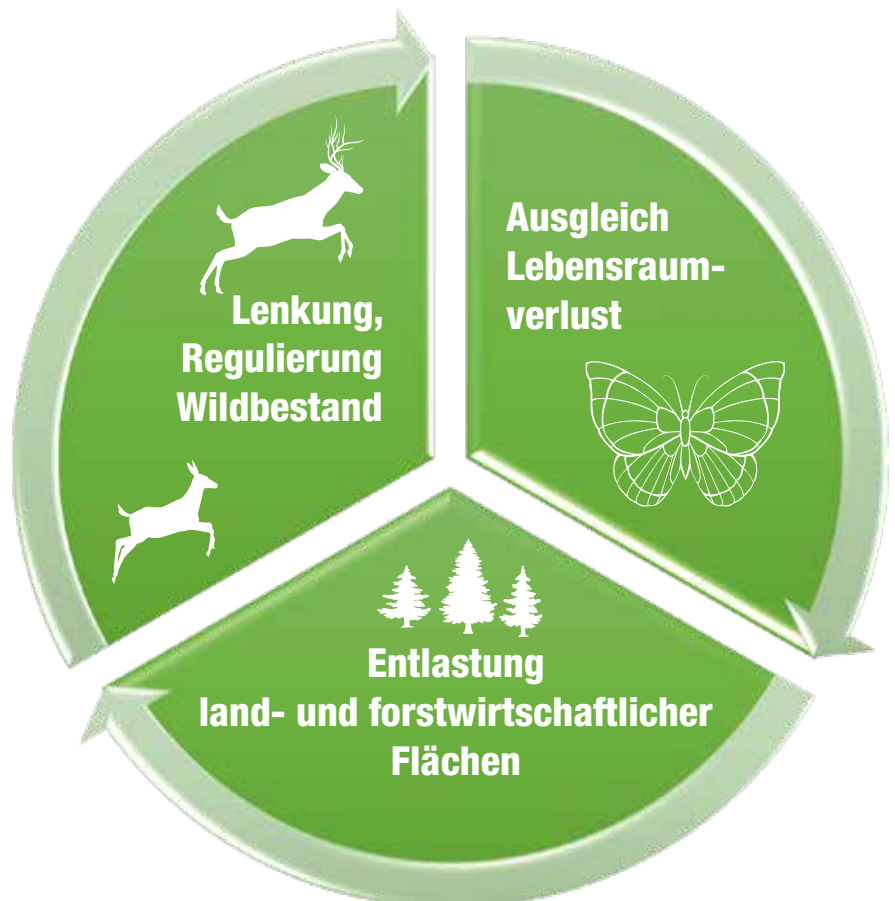 Lenkung,
Regulierung
Wildbestand
Ausgleich
Lebensraum-
verlust
Entlastung
land- und forstwirtschaftlicher
Flächen